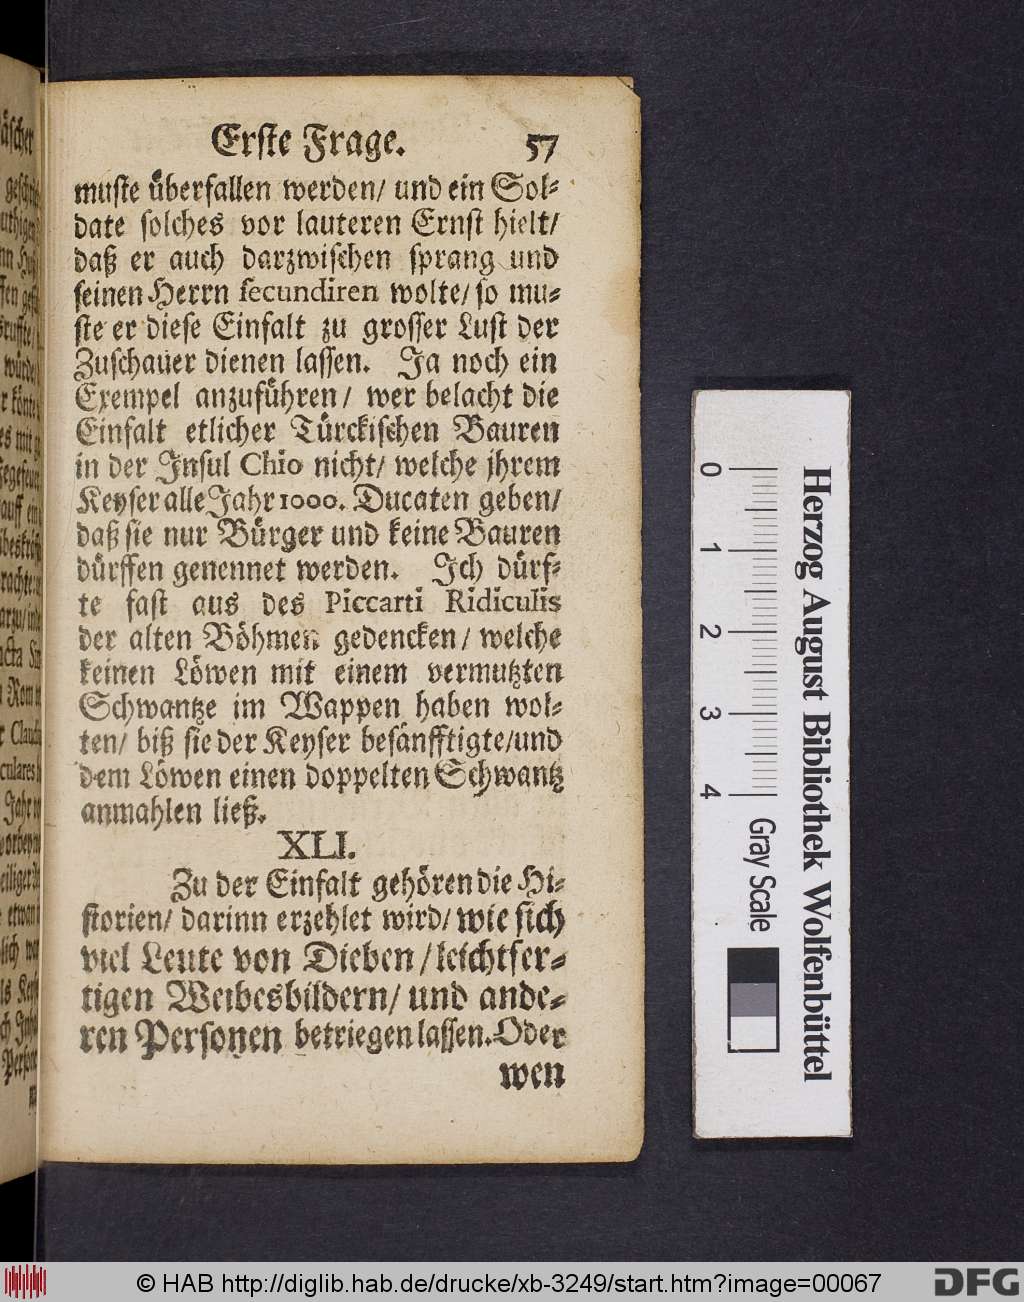 Erste Frage. 57
muste überfallen werden/ und ein Sol-
date solches vor lauteren Ernst hielt/
daß er auch darzwischen sprang und
seinen Herrn secundiren wolte/ so mu-
ste er diese Einfalt zu grosser Lust der
Zuschauer dienen lassen. Ja noch ein
Exempel anzuführen/ wer belacht die
Einfalt etlicher Türckischen Bauren
in der Insul Chio nicht/ welche jhrem
Keyser alle Jahr 1000. Ducaten geben/
daß sie nur Bürger und keine Bauren
dürffen genennet werden. Ich dürf-
te fast aus des Piccarti Ridiculis
der alten Böhmen gedencken/ welche
keinen Löwen mit einem vermutzten
Schwantze im Wappen haben wol-
ten/ biß sie der Keyser besänfftigte/und
dem Löwen einen doppelten Schwantz
anmahlen ließ.
XLI.
Zu der Einfalt gehören die Hi-
storien/ darinn erzehlet wird/ wie sich
viel Leute von Dieben/leichtfer-
tigen Weibesbildern/ und ande-
ren Personen betriegen lassen. Oder
wen
0 1 2 3 4
Gray Scale
Herzog August Bibliothek Wolfenbüttel
© HAB http://diglib.hab.de/drucke/xb-3249/start.htm?image=00067
DFG